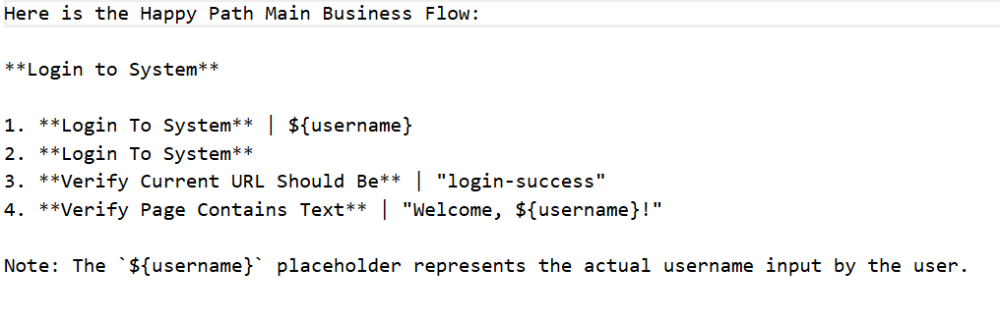 Here is the Happy Path Main Business Flow:
**Login to System**
1. **Login To System** | ${username}
2. **Login To System**
3. **Verify Current URL Should Be** | "login-success"
4. **Verify Page Contains Text** | "Welcome, ${username}!"
Note: The `${username}` placeholder represents the actual username input by the user.